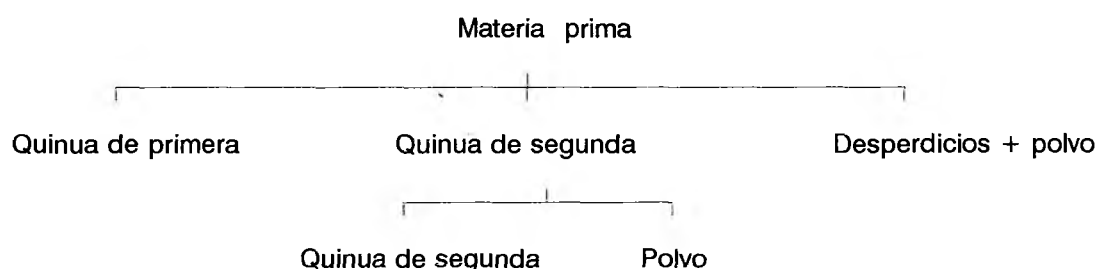 Materia prima
Quinua de primera Quinua de segunda Desperdicios + polvo
Quinua de segunda Polvo